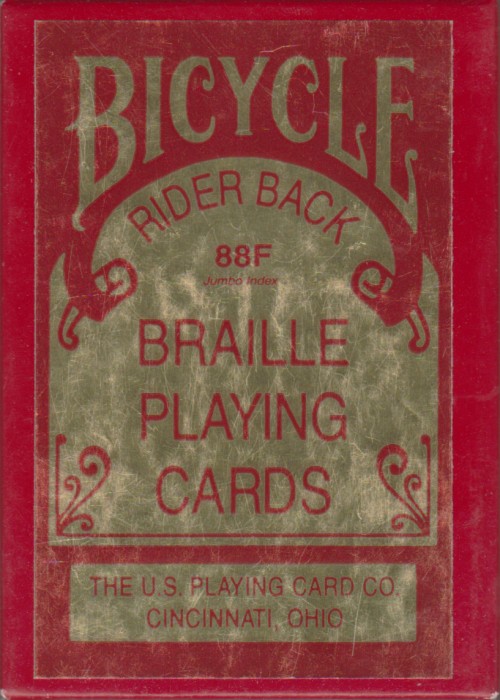 BICYCLE
RIDER BACK
88F
Jumbo Index
BRAILLE
PLAYING
CARDS
THE U.S. PLAYING CARD CO.
CINCINNATI, OHIO